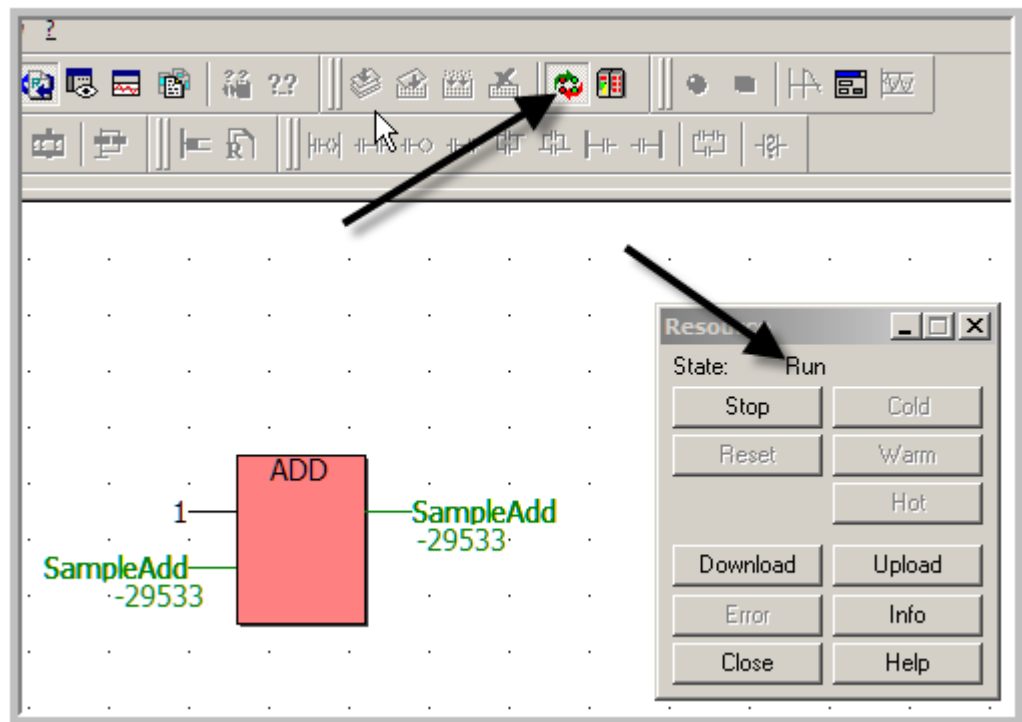 ?
?? ??
R
Resource
State: Run
Stop Cold
Reset Warm
Hot
ADD
1 SampleAdd
-29533
SampleAdd
-29533
Download Upload
Error Info
Close Help